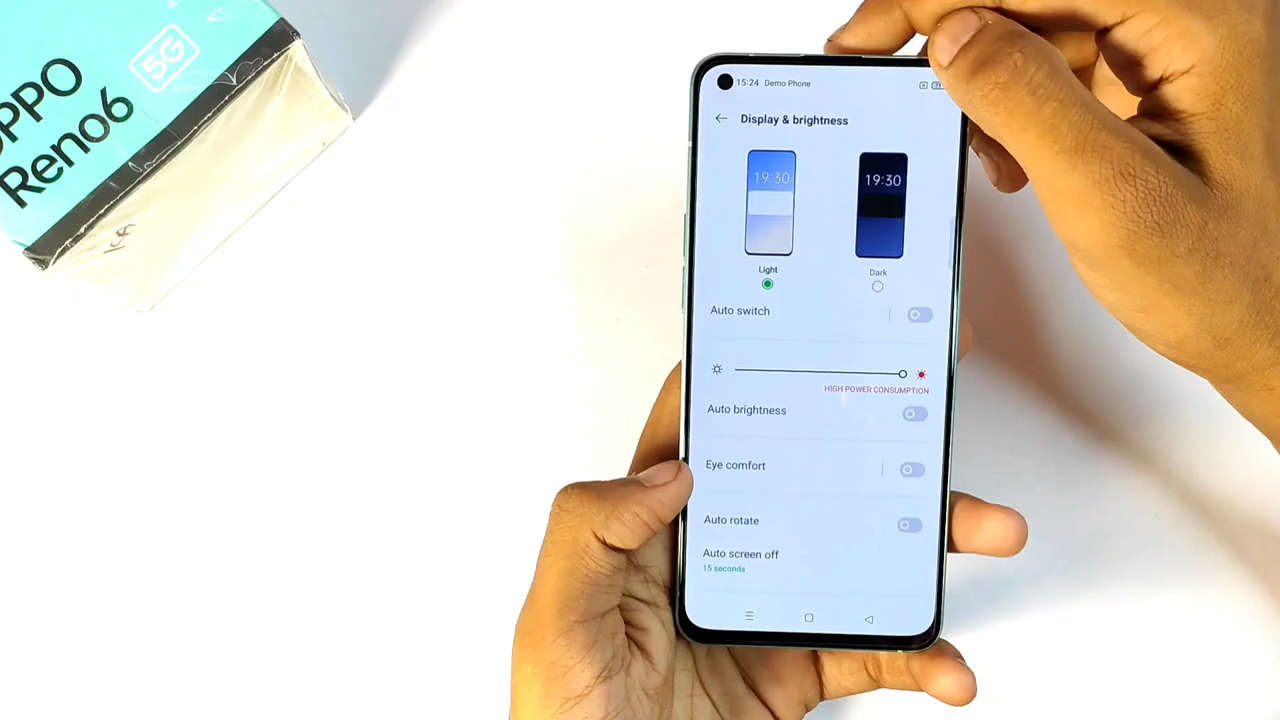 OPPO
Reno6
5G
15:24 Demo Phone
Display & brightness
19:30
19:30
Light
Dark
Auto switch
HIGH POWER CONSUMPTION
Auto brightness
Eye comfort
Auto rotate
Auto screen off
15 seconds